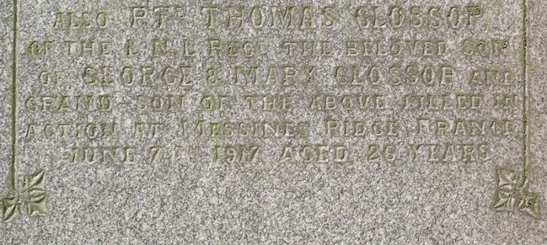 ALSO PTE THOMAS GLOSSOP,
OF THE L.N.L REGT THE BELOVED SON
OF GEORGE & MARY GLOSSOP AND
GRAND-SON OF THE ABOVE KILLED IN
ACTION AT MESSINES RIDGE FRANCE
JUNE 7TH 1917 AGED 26 YEARS